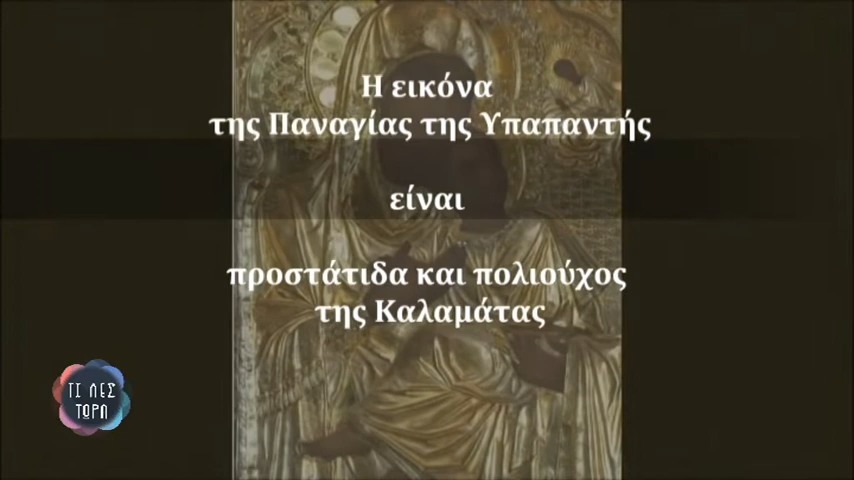 Η εικόνα
της Παναγίας της Υπαπαντής
είναι
προστάτιδα και πολιούχος
της Καλαμάτας
ΤΙ ΛΕΣ
ΤΩΡΑ